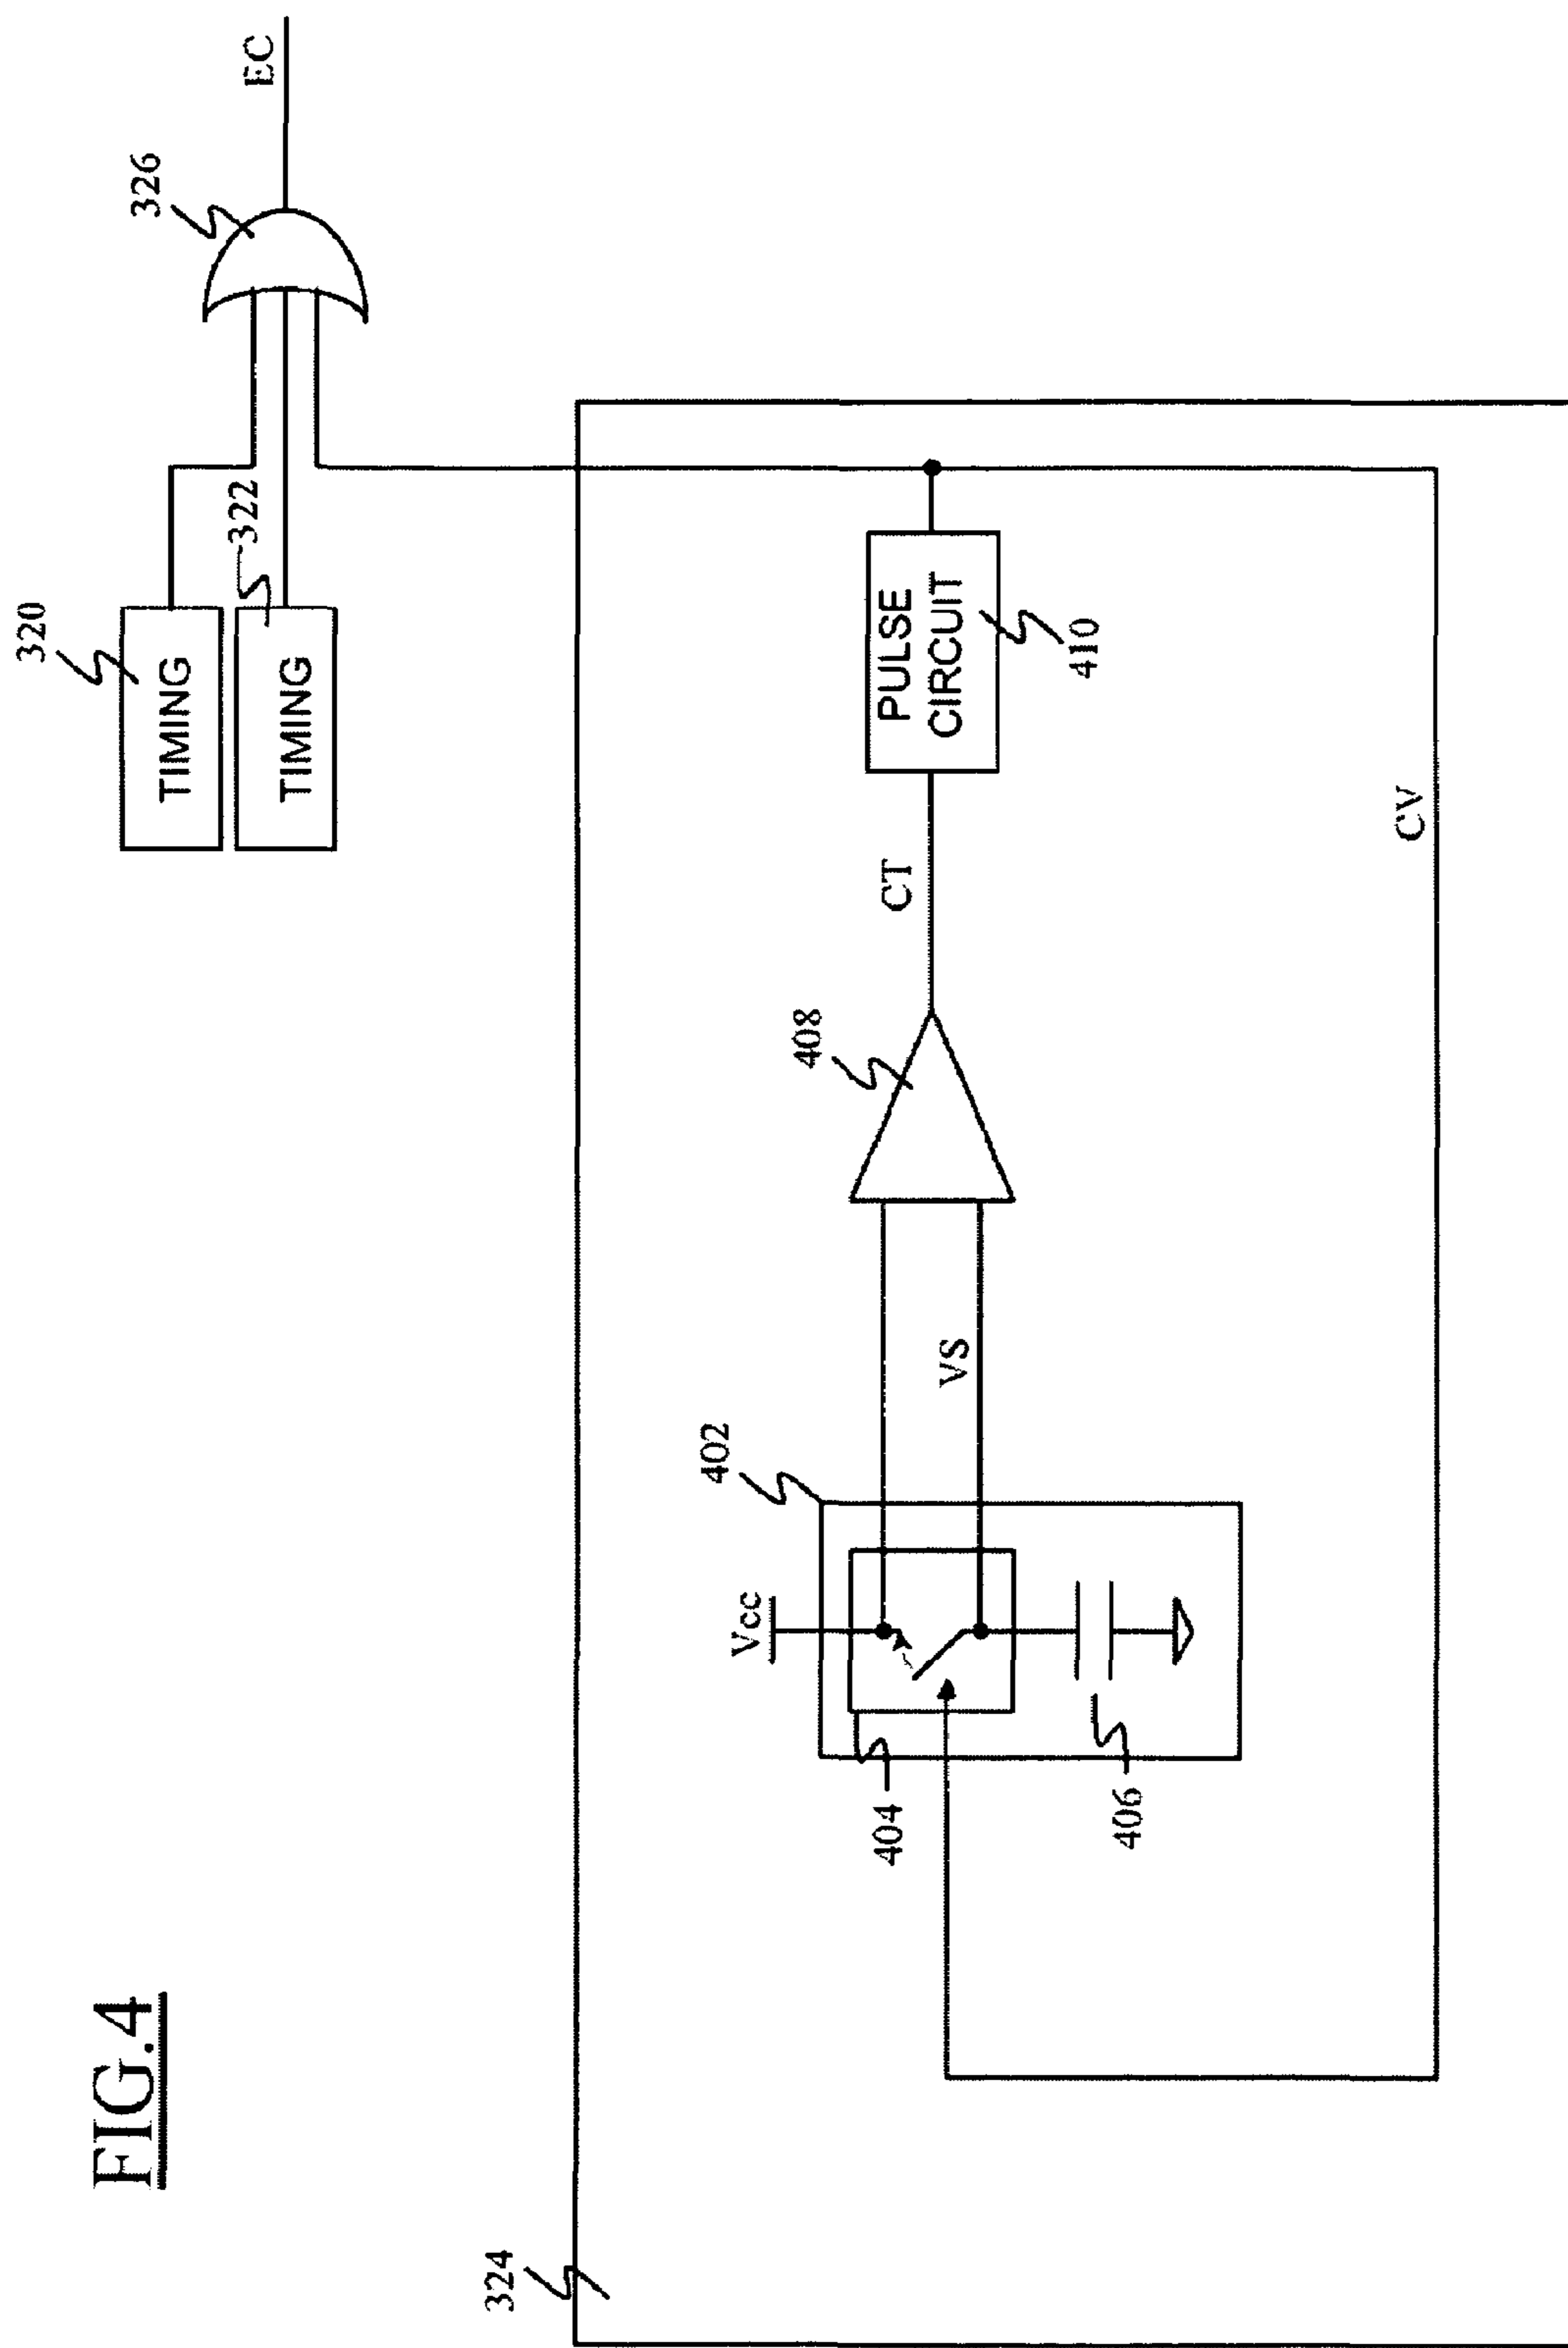 FIG.4
320
TIMING
322
TIMING
326
EC
324
402
Vcc
404
406
VS
408
CT
PULSE
CIRCUIT
410
CV